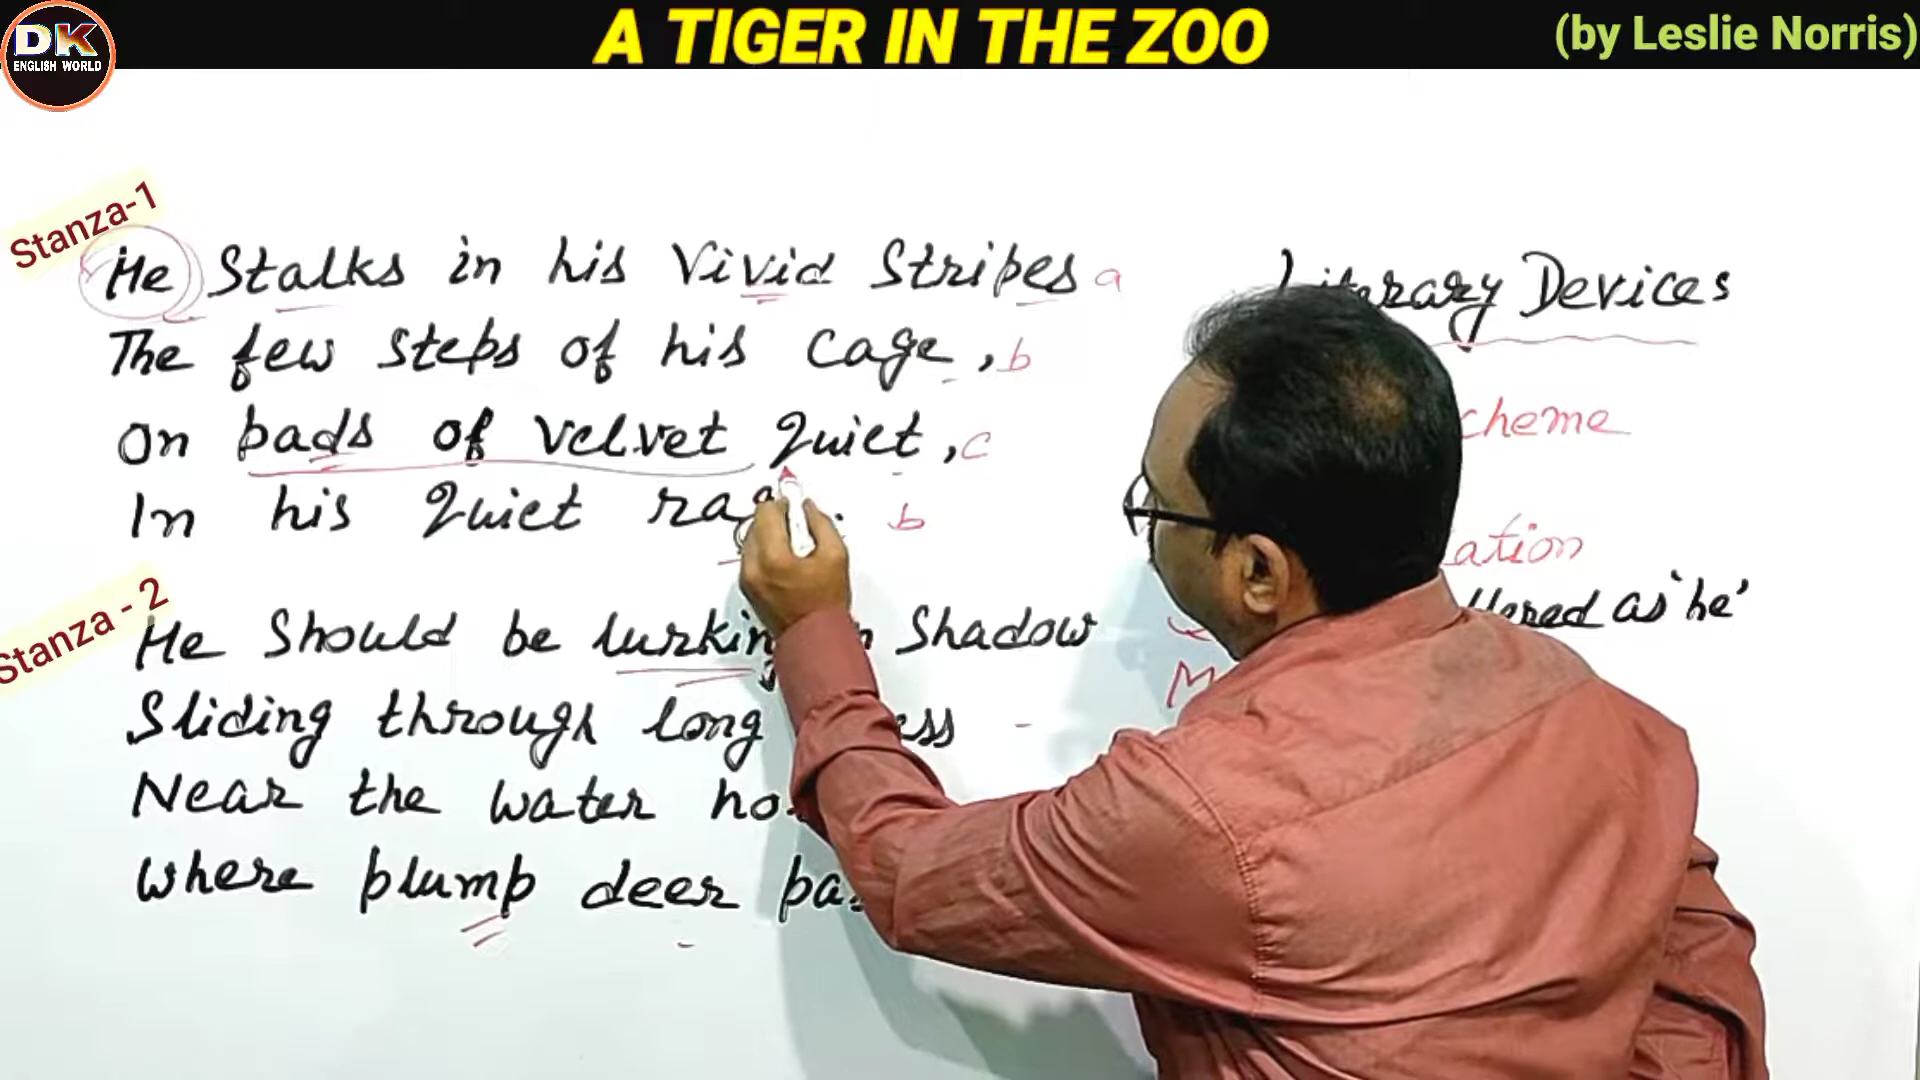 DK
ENGLISH WORLD
A TIGER IN THE ZOO
(by Leslie Norris)
Stanza-1
He Stalks in his Vivid Stripes a
The few steps of his cage, b
On pads of velvet quiet, c
In his quiet b
Stanza - 2
He Should be lurking Shadow
Sliding through long
Near the water
Where plump deer
Literary Devices
as 'he'